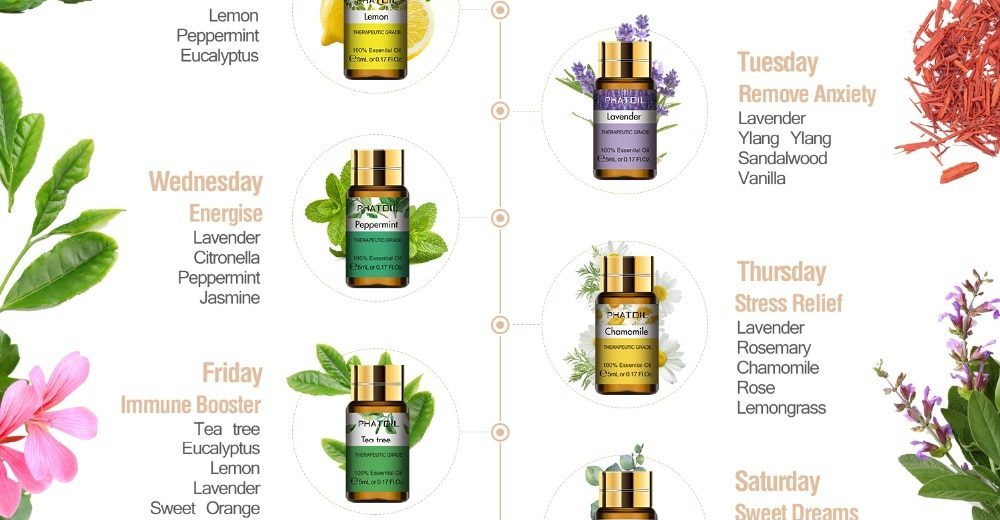 Lemon
Peppermint
Eucalyptus
Lemon
THERAPEUTIC GRADE
100% Essential Oil
℮5mL or 0.17 Fl.Oz.
Tuesday
Remove Anxiety
Lavender
Ylang Ylang
Sandalwood
Vanilla
PHATOIL
Lavender
THERAPEUTIC GRADE
100% Essential Oil
℮5mL or 0.17 Fl.Oz.
Wednesday
Energise
Lavender
Citronella
Peppermint
Jasmine
PHATOIL
Peppermint
THERAPEUTIC GRADE
100% Essential Oil
℮5mL or 0.17 Fl.Oz.
Thursday
Stress Relief
Lavender
Rosemary
Chamomile
Rose
Lemongrass
PHATOIL
Chamomile
THERAPEUTIC GRADE
100% Essential Oil
℮5mL or 0.17 Fl.Oz.
Friday
Immune Booster
Tea tree
Eucalyptus
Lemon
Lavender
Sweet Orange
PHATOIL
Tea tree
THERAPEUTIC GRADE
100% Essential Oil
℮5mL or 0.17 Fl.Oz.
Saturday
Sweet Dreams